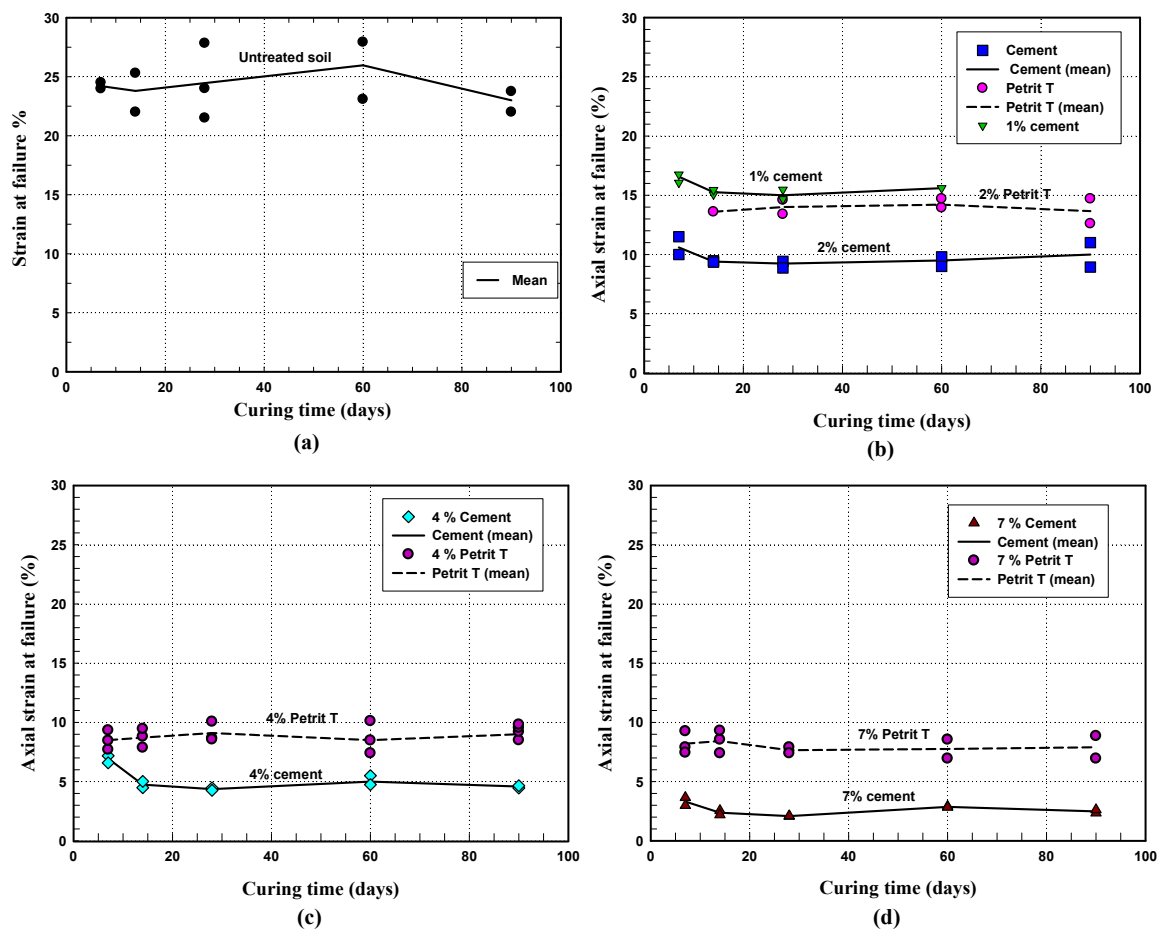 30
25
20
15
10
5
0
Strain at failure %
Untreated soil
Mean
0 20 40 60 80 100
Curing time (days)
(a)
30
25
20
15
10
5
0
Axial strain at failure (%)
Cement
Cement (mean)
Petrit T
Petrit T (mean)
1% cement
1% cement
2% Petrit T
2% cement
0 20 40 60 80 100
Curing time (days)
(b)
30
25
20
15
10
5
0
Axial strain at failure (%)
4 % Cement
Cement (mean)
4 % Petrit T
Petrit T (mean)
4% Petrit T
4% cement
0 20 40 60 80 100
Curing time (days)
(c)
30
25
20
15
10
5
0
Axial strain at failure (%)
7 % Cement
Cement (mean)
7 % Petrit T
Petrit T (mean)
7% Petrit T
7% cement
0 20 40 60 80 100
Curing time (days)
(d)